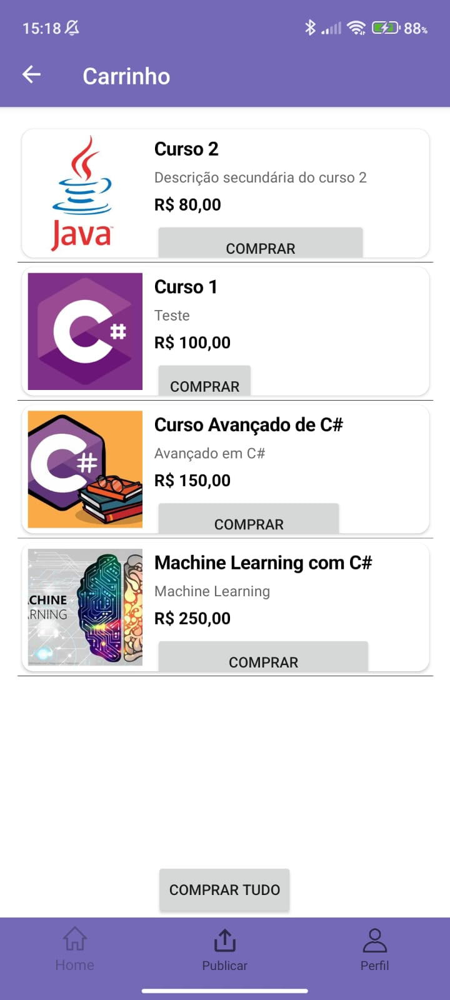 15:18
88%
Carrinho
Java™
Curso 2
Descrição secundária do curso 2
R$ 80,00
COMPRAR
C#
Curso 1
Teste
R$ 100,00
COMPRAR
C#
Curso Avançado de C#
Avançado em C#
R$ 150,00
COMPRAR
CHINE
RNING
Machine Learning com C#
Machine Learning
R$ 250,00
COMPRAR
COMPRAR TUDO
Home
Publicar
Perfil